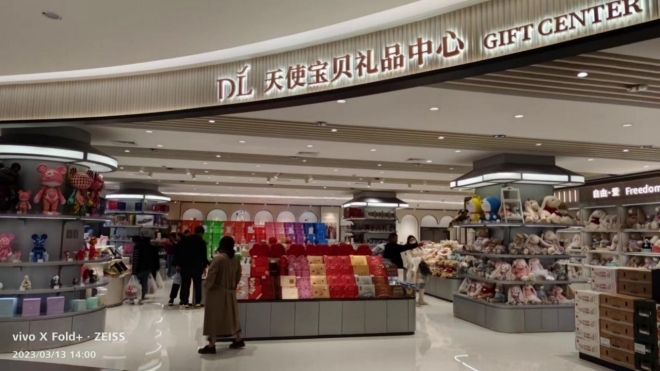 DL 天使宝贝礼品中心 GIFT CENTER
自由·爱 Freedom
vivo X Fold+ · ZEISS
2023/03/13 14:00